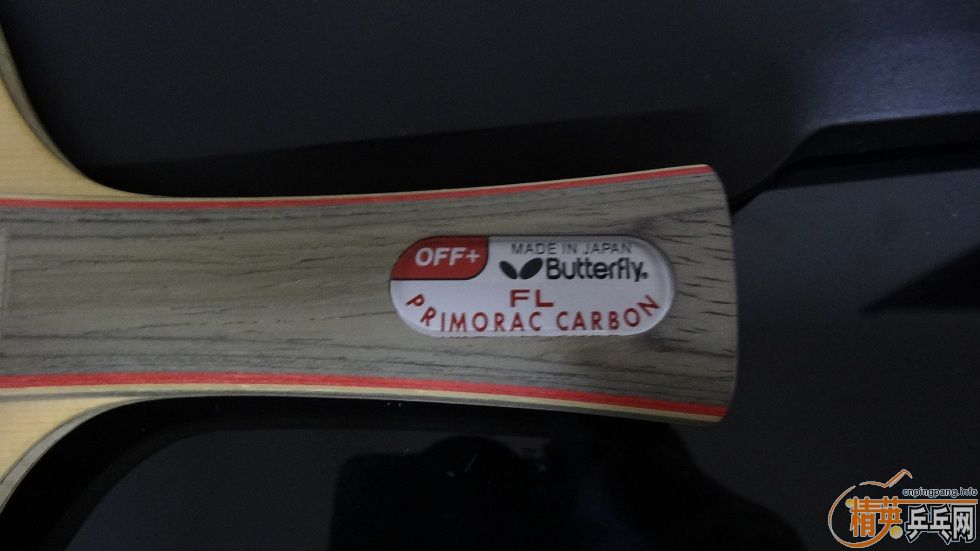 OFF+
MADE IN JAPAN
Butterfly®
FL
PRIMORAC CARBON
cnpingpang.info
精英乒乓网